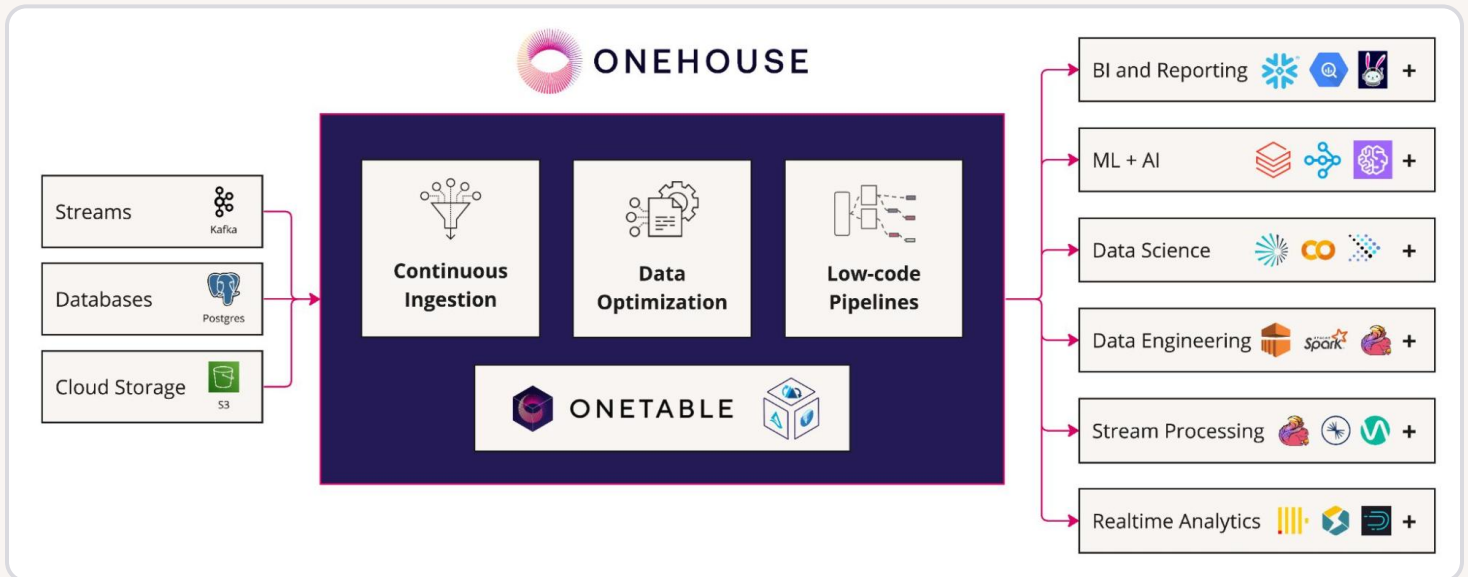 ONEHOUSE
Streams
Kafka
Databases
Postgres
Cloud Storage
S3
Continuous
Ingestion
Data
Optimization
Low-code
Pipelines
ONETABLE
BI and Reporting +
ML + AI +
Data Science +
Data Engineering Spark +
Stream Processing +
Realtime Analytics +